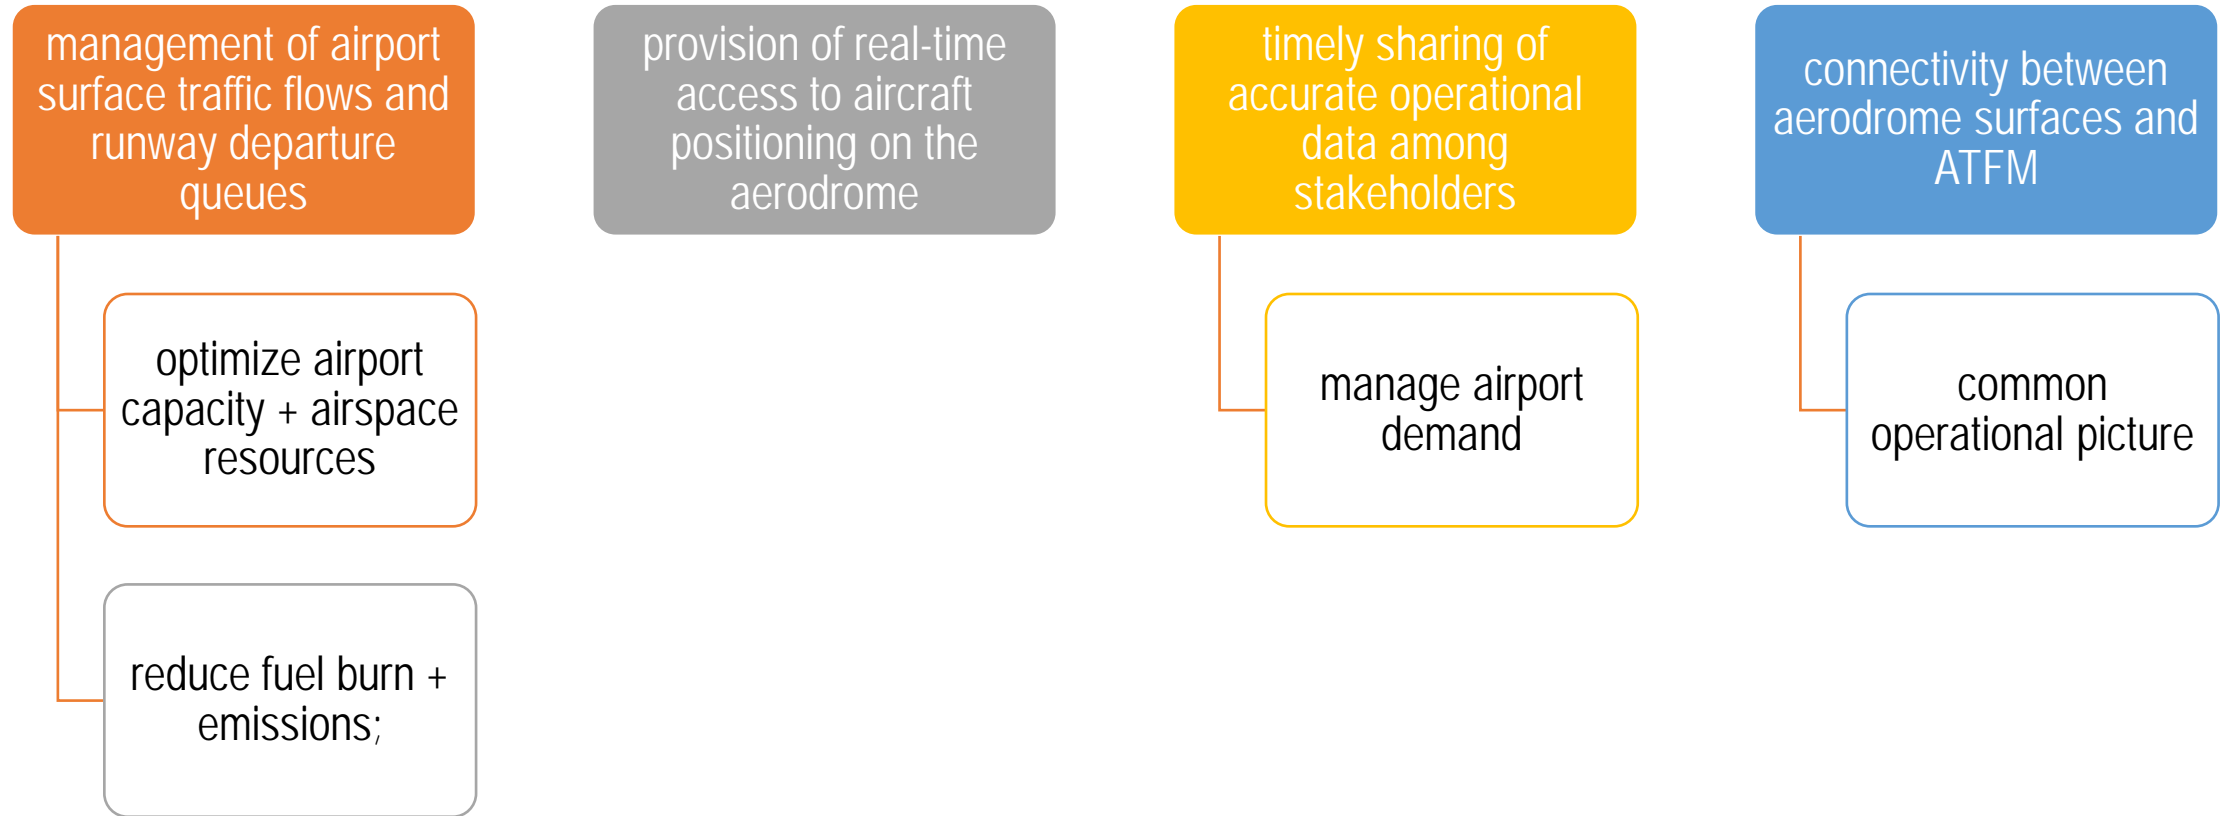 management of airport
surface traffic flows and
runway departure
queues
optimize airport
capacity + airspace
resources
reduce fuel burn +
emissions;
provision of real-time
access to aircraft
positioning on the
aerodrome
timely sharing of
accurate operational
data among
stakeholders
manage airport
demand
connectivity between
aerodrome surfaces and
ATFM
common
operational picture